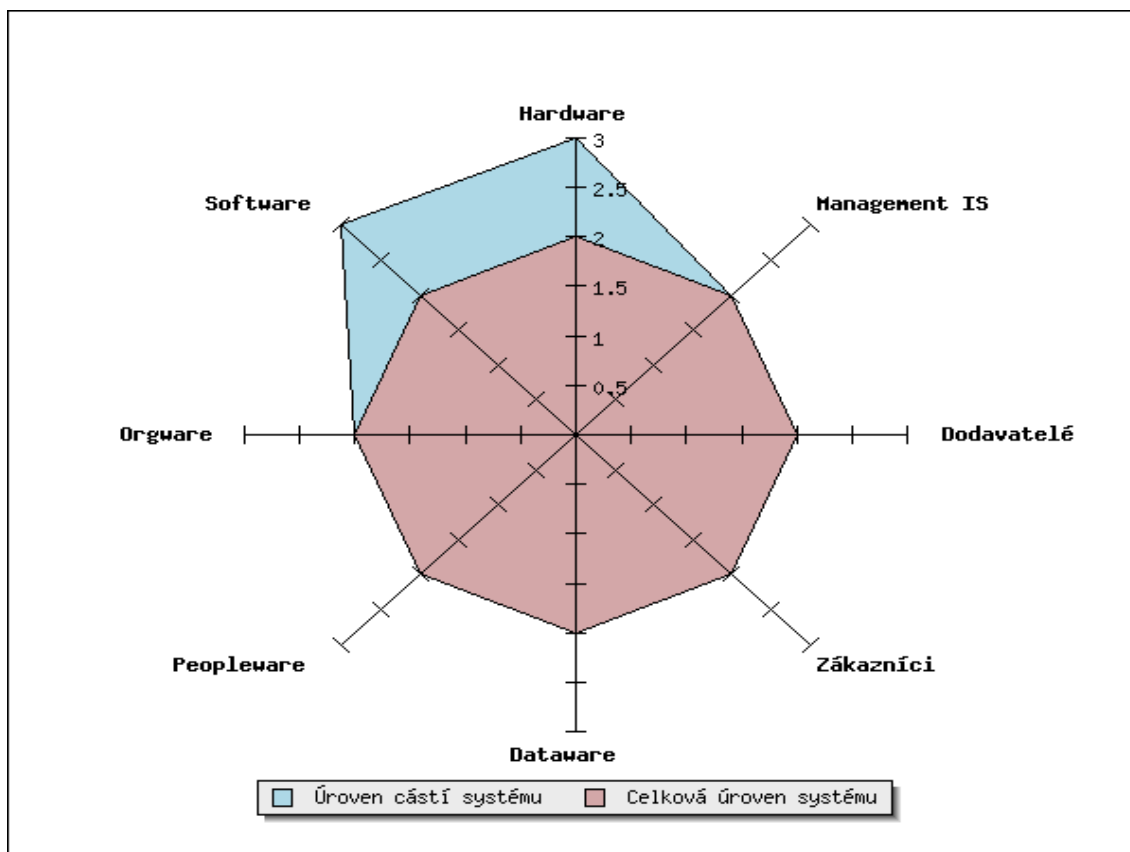 Hardware
3
Software
Management IS
2.5
2
1.5
1
0.5
Orgware
Dodavatelé
Peopleware
Zákazníci
Dataware
Úroven cástí systému
Celková úroven systému